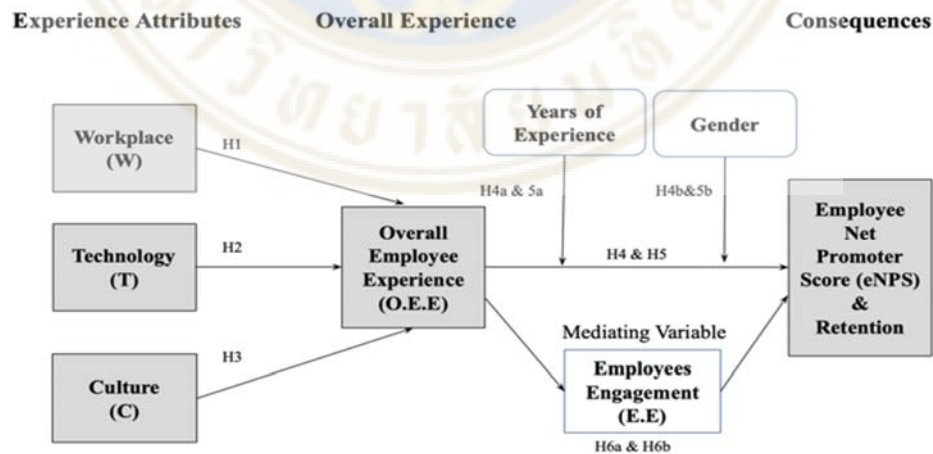 Experience Attributes
Overall Experience
Consequences
Workplace
(W)
H1
Technology
(T)
H2
Culture
(C)
H3
Overall
Employee
Experience
(O.E.E)
Years of
Experience
H4a & 5a
Gender
H4b&5b
H4 & H5
Mediating Variable
Employees
Engagement
(E.E)
H6a & H6b
Employee
Net
Promoter
Score (eNPS)
&
Retention